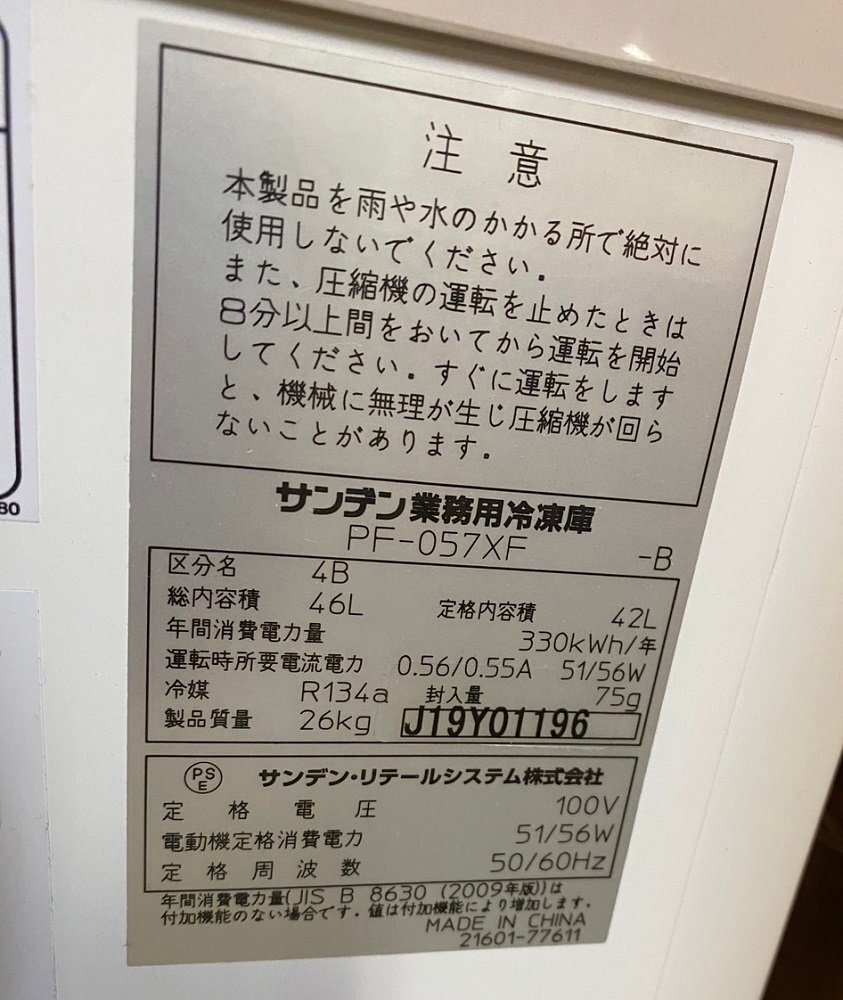 注意
本製品を雨や水のかかる所で絶対に
使用しないでください．
また、圧縮機の運転を止めたときは
8分以上間をおいてから運転を開始
してください．すぐに運転をします
と、機械に無理が生じ圧縮機が回ら
ないことがあります．
サンデン業務用冷凍庫
PF-057XF -B
区分名 4B
総内容積 46L 定格内容積 42L
年間消費電力量 330kWh/年
運転時所要電流電力 0.56/0.55A 51/56W
冷媒 R134a 封入量 75g
製品質量 26kg J19Y01196
PSE サンデン・リテールシステム株式会社
定格電圧 100V
電動機定格消費電力 51/56W
定格周波数 50/60Hz
年間消費電力量(JIS B 8630 (2009年版))は
付加機能のない場合です．値は付加機能により増加します．
MADE IN CHINA
21601-77611
80